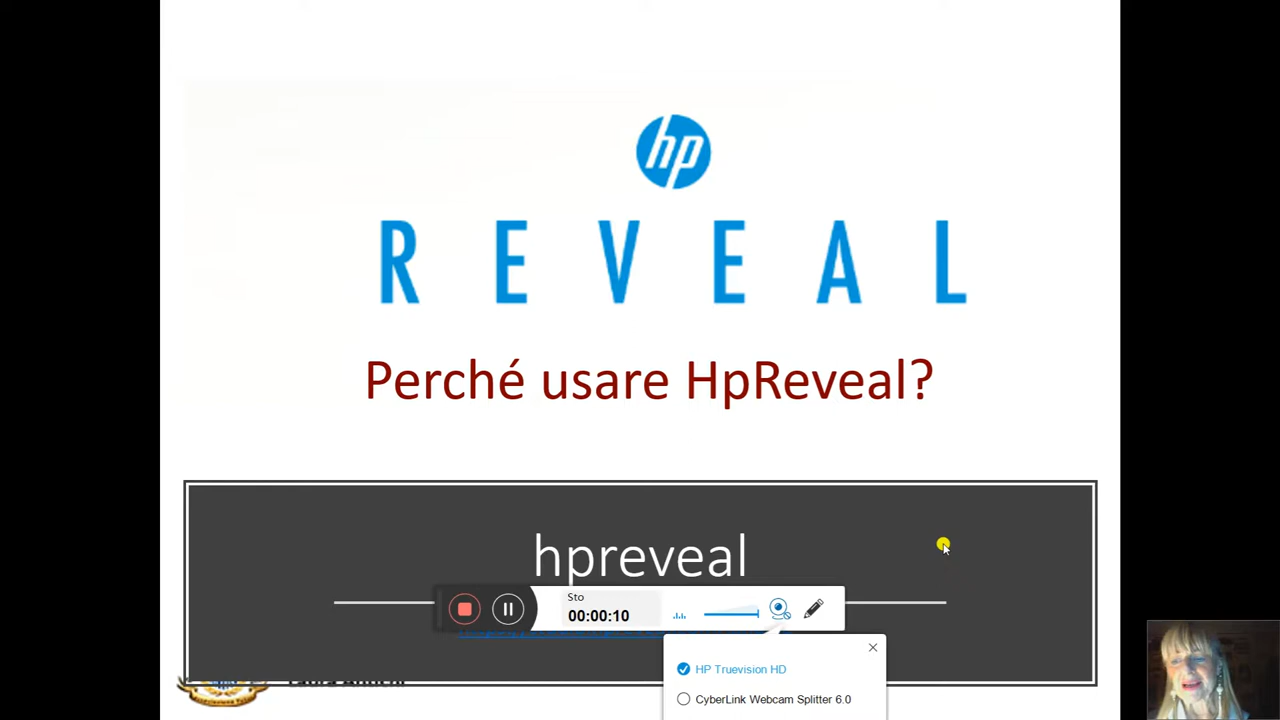 hp
REVEAL
Perché usare HpReveal?
hpreveal
Sto
00:00:10
HP Truevision HD
CyberLink Webcam Splitter 6.0